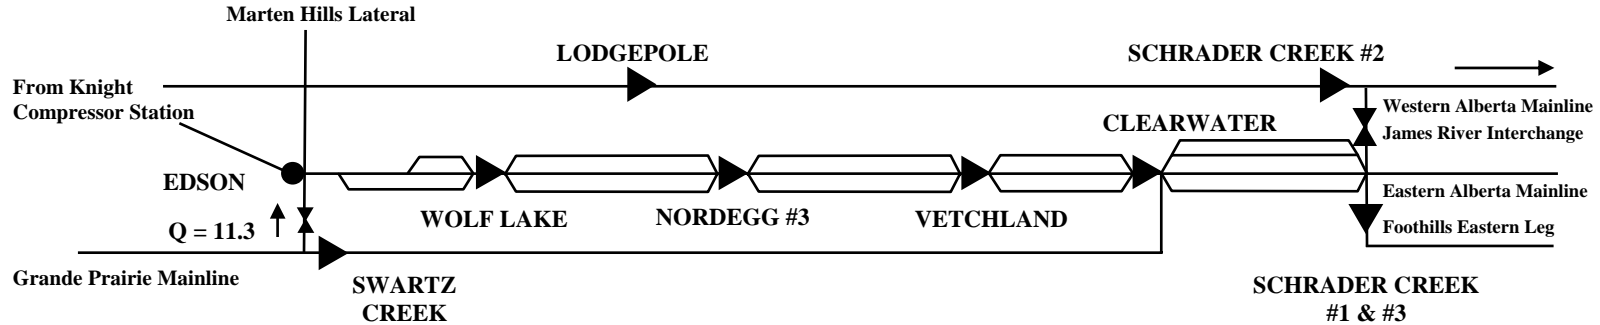 Marten Hills Lateral
LODGEPOLE
SCHRADER CREEK #2
From Knight
Compressor Station
Western Alberta Mainline
CLEARWATER
James River Interchange
EDSON
Eastern Alberta Mainline
WOLF LAKE
NORDEGG #3
VETCHLAND
Q = 11.3
Foothills Eastern Leg
Grande Prairie Mainline
SWARTZ
CREEK
SCHRADER CREEK
#1 & #3